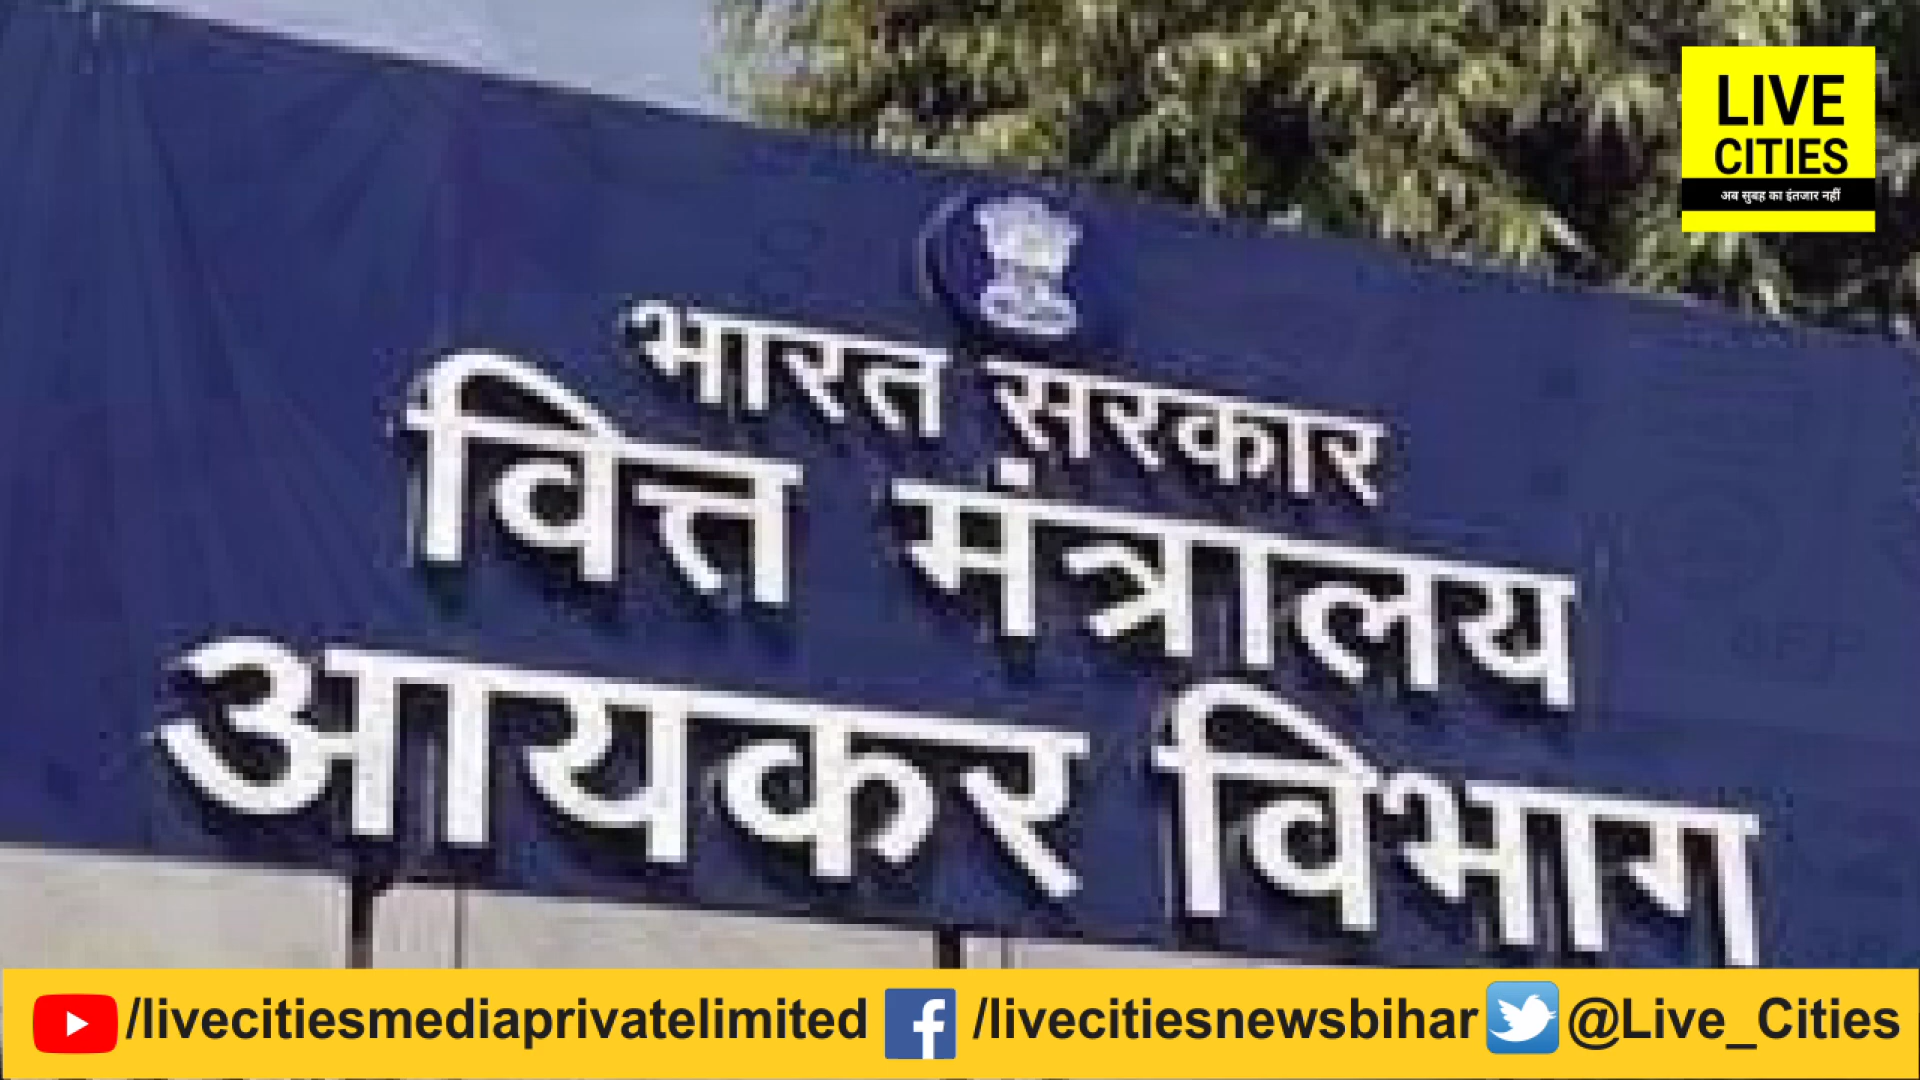 LIVE
CITIES
अब सुबह का इंतजार नहीं
भारत सरकार
वित्त मंत्रालय
आयकर विभाग
/livecitiesmediaprivatelimited /livecitiesnewsbihar @Live_Cities